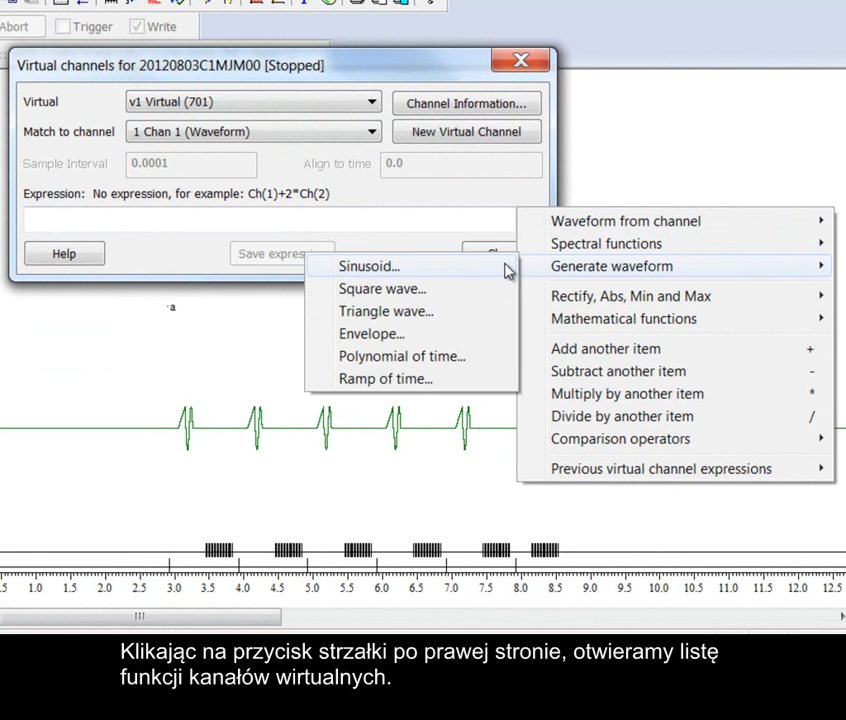 Abort Trigger Write
Virtual channels for 20120803C1MJM00 [Stopped]
Virtual v1 Virtual (701) Channel Information...
Match to channel 1 Chan 1 (Waveform) New Virtual Channel
Sample Interval 0.0001 Align to time 0.0
Expression: No expression, for example: Ch(1)+2*Ch(2)
Help Save expres
Waveform from channel
Spectral functions
Generate waveform
Rectify, Abs, Min and Max
Mathematical functions
Add another item +
Subtract another item -
Multiply by another item *
Divide by another item /
Comparison operators
Previous virtual channel expressions
Sinusoid...
Square wave...
Triangle wave...
Envelope...
Polynomial of time...
Ramp of time...
a
.5 1.0 1.5 2.0 2.5 3.0 3.5 4.0 4.5 5.0 5.5 6.0 6.5 7.0 7.5 8.0 8.5 9.0 9.5 10.0 10.5 11.0 11.5 12.0 12.5
Klikając na przycisk strzałki po prawej stronie, otwieramy listę
funkcji kanałów wirtualnych.